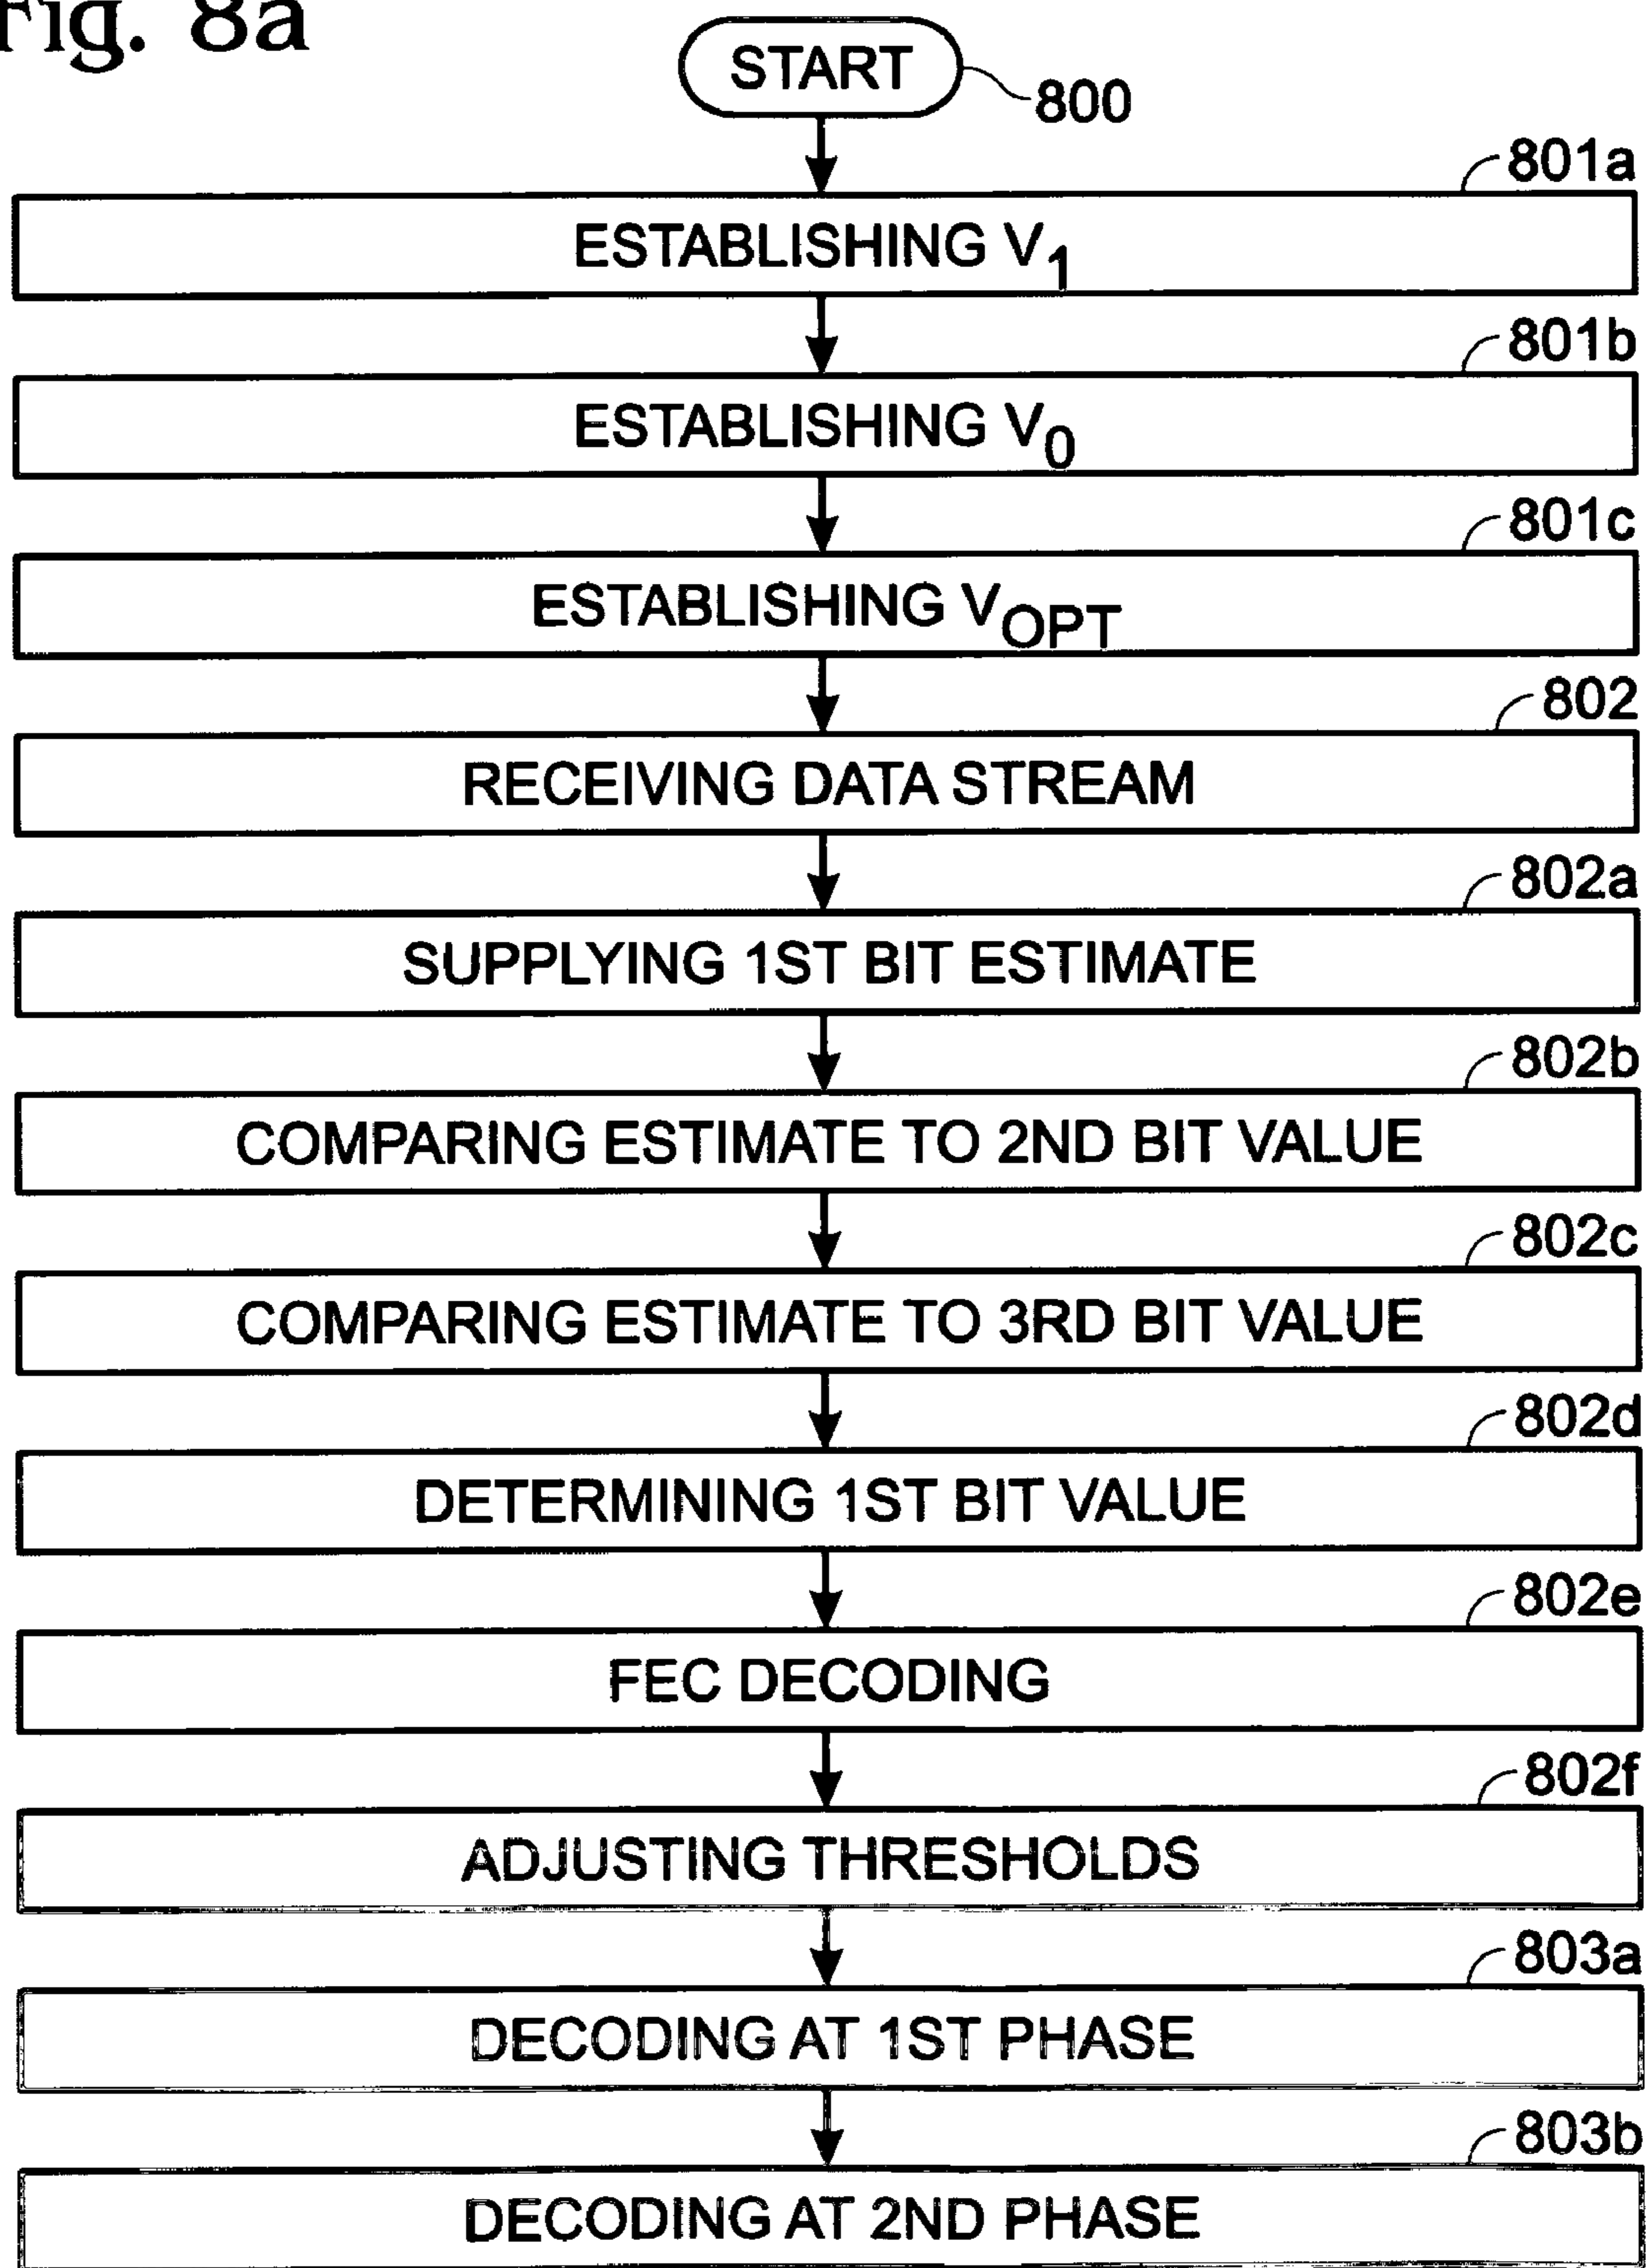 Fig. 8a
START
800
801a
ESTABLISHING V1
801b
ESTABLISHING V0
801c
ESTABLISHING VOPT
802
RECEIVING DATA STREAM
802a
SUPPLYING 1ST BIT ESTIMATE
802b
COMPARING ESTIMATE TO 2ND BIT VALUE
802c
COMPARING ESTIMATE TO 3RD BIT VALUE
802d
DETERMINING 1ST BIT VALUE
802e
FEC DECODING
802f
ADJUSTING THRESHOLDS
803a
DECODING AT 1ST PHASE
803b
DECODING AT 2ND PHASE